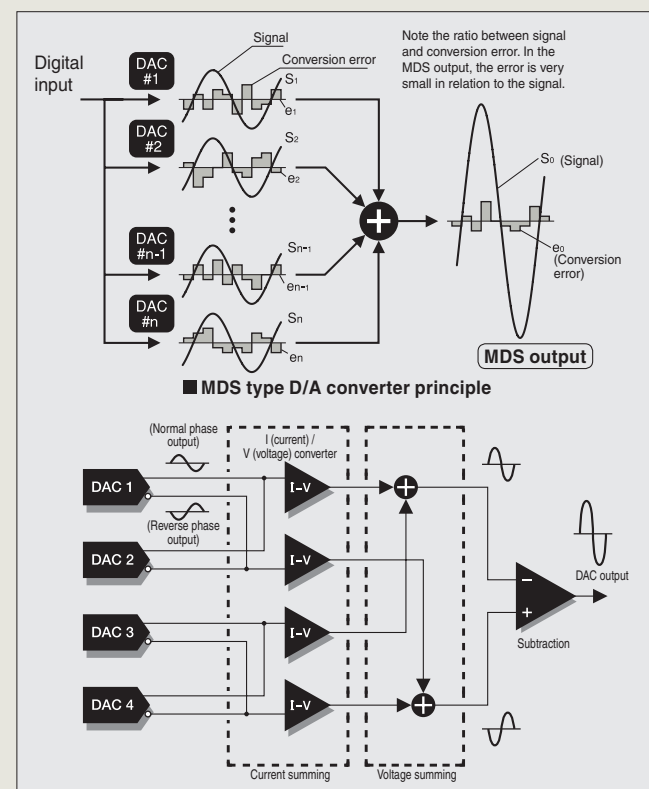 Digital
input
DAC
#1
DAC
#2
DAC
#n-1
DAC
#n
Signal
Conversion error
S1
e1
S2
e2
Sn-1
en-1
Sn
en
+
Note the ratio between signal
and conversion error. In the
MDS output, the error is very
small in relation to the signal.
S0 (Signal)
e0
(Conversion
error)
MDS output
■ MDS type D/A converter principle
(Normal phase
output)
(Reverse phase
output)
DAC 1
DAC 2
DAC 3
DAC 4
I (current) /
V (voltage) converter
I-V
I-V
I-V
I-V
Current summing
+
+
Voltage summing
−
+
Subtraction
DAC output